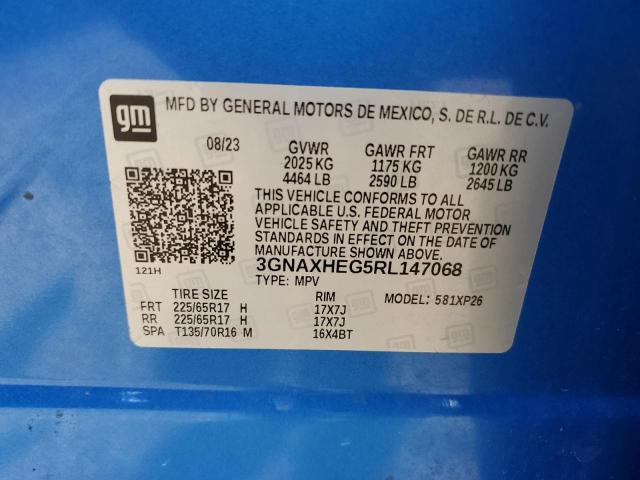 gm
MFD BY GENERAL MOTORS DE MEXICO, S. DE R.L. DE C.V.
08/23 GVWR GAWR FRT GAWR RR
2025 KG 1175 KG 1200 KG
4464 LB 2590 LB 2645 LB
THIS VEHICLE CONFORMS TO ALL
APPLICABLE U.S. FEDERAL MOTOR
VEHICLE SAFETY AND THEFT PREVENTION
STANDARDS IN EFFECT ON THE DATE OF
MANUFACTURE SHOWN ABOVE.
3GNAXHEG5RL147068
121H
TYPE: MPV
MODEL: 581XP26
TIRE SIZE RIM
FRT 225/65R17 H 17X7J
RR 225/65R17 H 17X7J
SPA T135/70R16 M 16X4BT